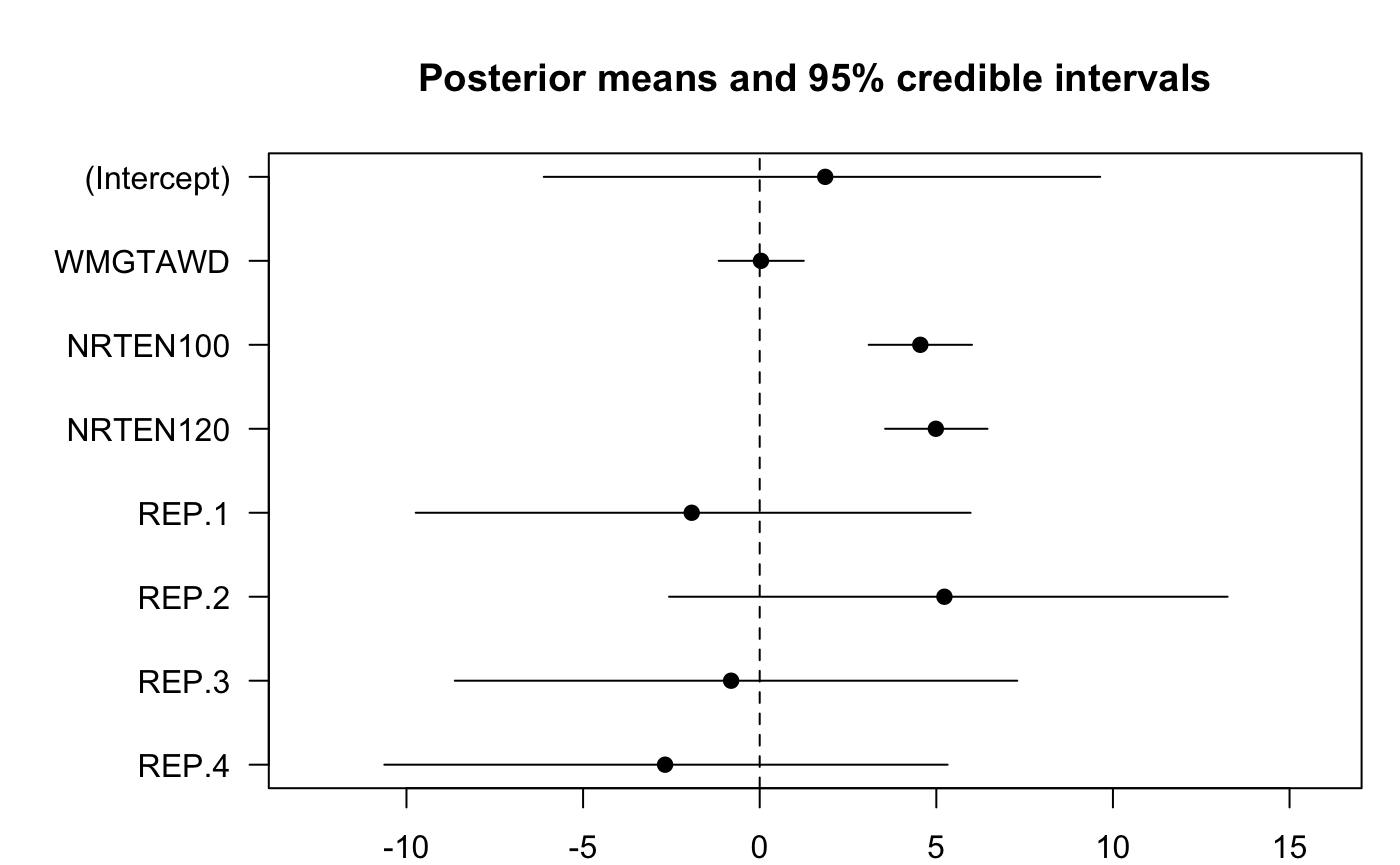 Posterior means and 95% credible intervals
(Intercept)
WMGTAWD
NRTEN100
NRTEN120
REP.1
REP.2
REP.3
REP.4
-10 -5 0 5 10 15